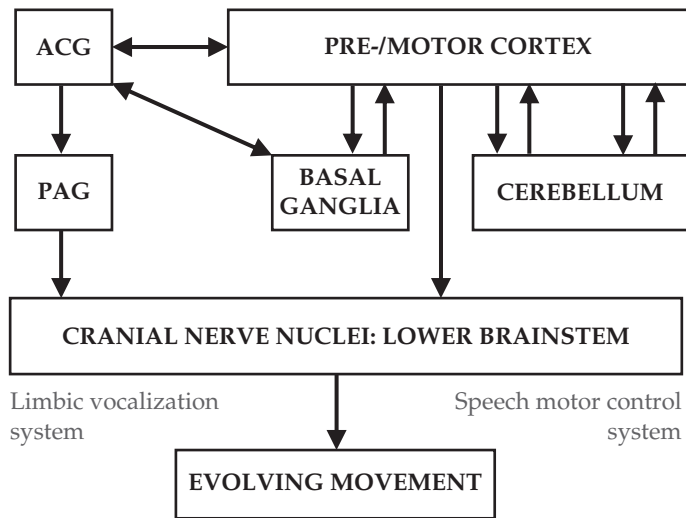 ACG
PRE-/MOTOR CORTEX
PAG
BASAL
GANGLIA
CEREBELLUM
CRANIAL NERVE NUCLEI: LOWER BRAINSTEM
Limbic vocalization
system
Speech motor control
system
EVOLVING MOVEMENT